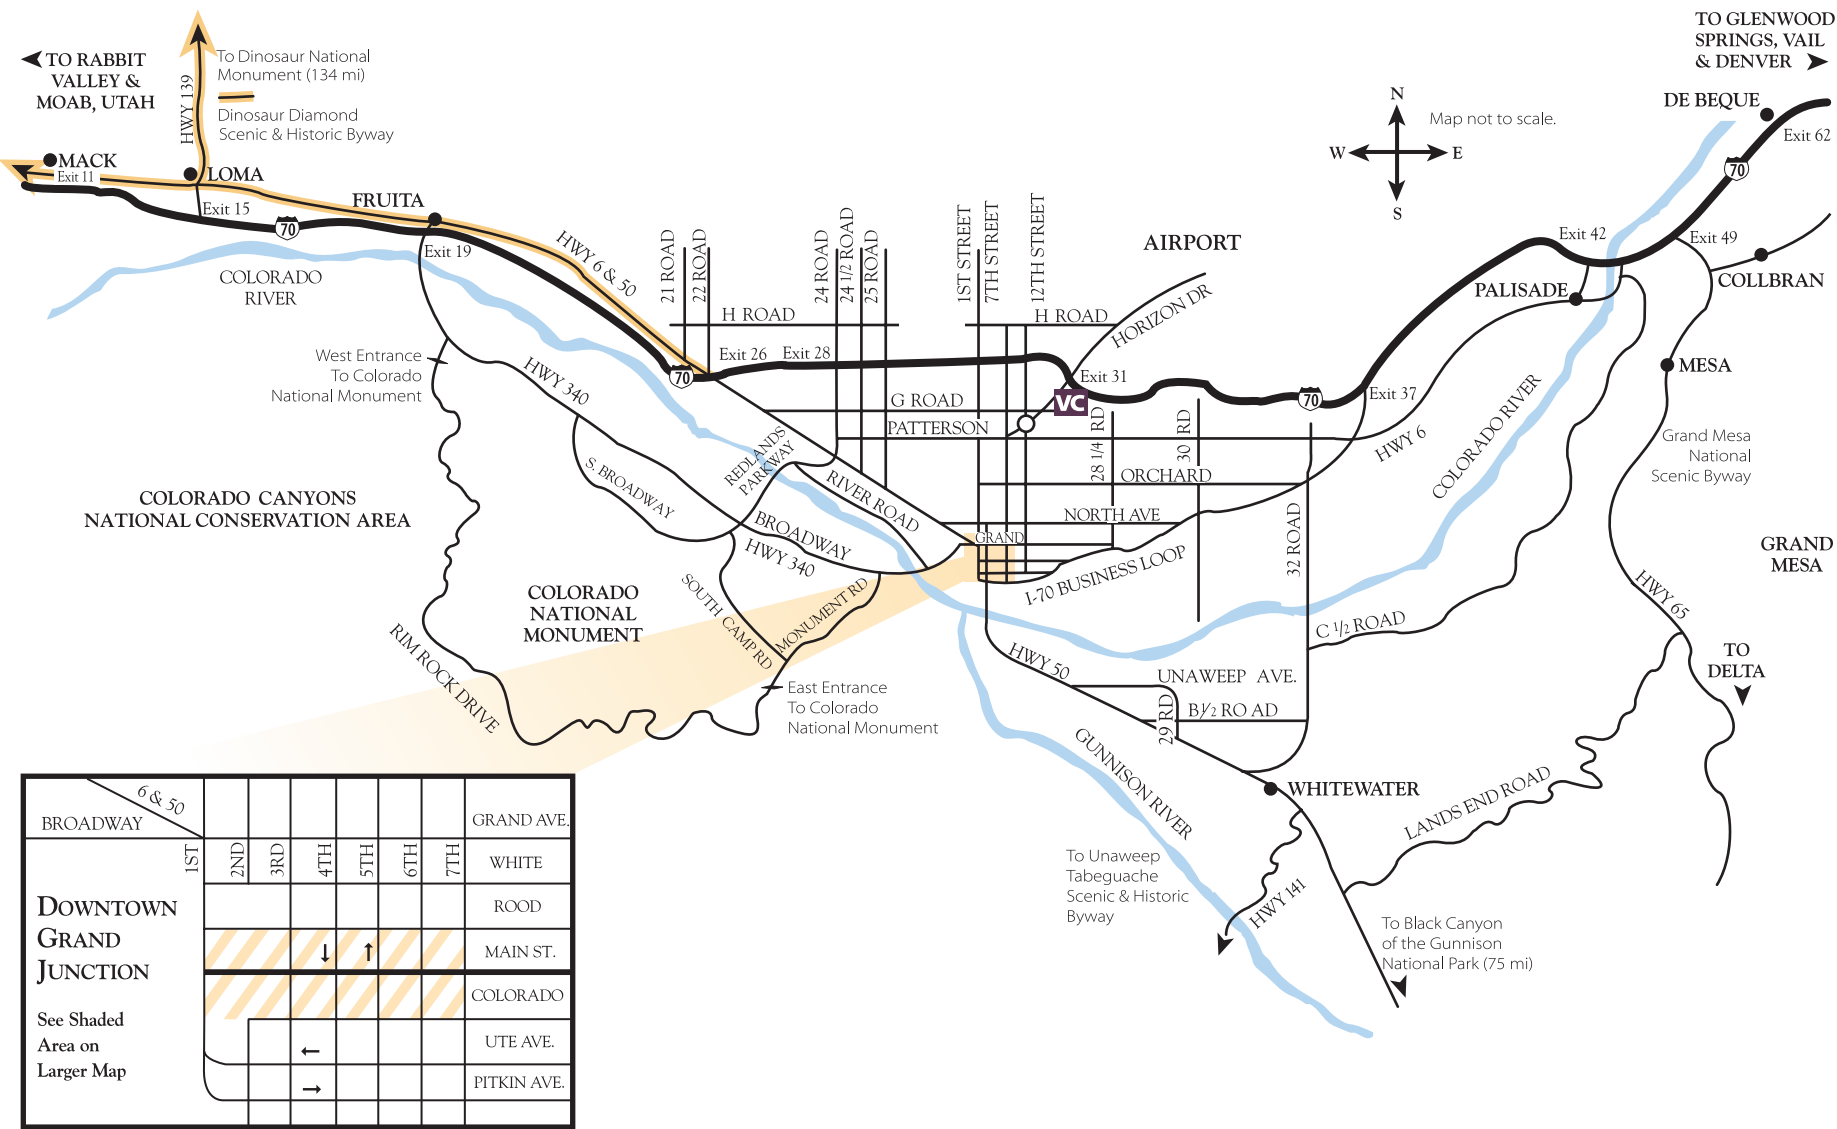 TO GLENWOOD
SPRINGS, VAIL
& DENVER
TO RABBIT
VALLEY &
MOAB, UTAH
HWY 139
To Dinosaur National
Monument (134 mi)
Dinosaur Diamond
Scenic & Historic Byway
N
W
E
S
Map not to scale.
DE BEQUE
Exit 62
70
MACK
Exit 11
LOMA
Exit 15
70
FRUITA
Exit 19
COLORADO
RIVER
HWY 6 & 50
21 ROAD
22 ROAD
24 ROAD
24 1/2 ROAD
25 ROAD
1ST STREET
7TH STREET
12TH STREET
AIRPORT
Exit 42
Exit 49
COLLBRAN
PALISADE
H ROAD
H ROAD
HORIZON DR
Exit 26
Exit 28
70
Exit 31
VC
70
Exit 37
MESA
West Entrance
To Colorado
National Monument
HWY 340
G ROAD
PATTERSON
28 1/4 RD
30 RD
HWY 6
COLORADO RIVER
Grand Mesa
National
Scenic Byway
REDLANDS
PARKWAY
S. BROADWAY
RIVER ROAD
ORCHARD
COLORADO CANYONS
NATIONAL CONSERVATION AREA
BROADWAY
HWY 340
NORTH AVE
GRAND
32 ROAD
I-70 BUSINESS LOOP
GRAND
MESA
HWY 65
COLORADO
NATIONAL
MONUMENT
SOUTH CAMP RD
MONUMENT RD
C 1/2 ROAD
RIM ROCK DRIVE
HWY 50
UNAWEEP AVE.
TO
DELTA
East Entrance
To Colorado
National Monument
29 RD
B1/2 RO AD
GUNNISON RIVER
WHITEWATER
LANDS END ROAD
To Unaweep
Tabeguache
Scenic & Historic
Byway
HWY 141
To Black Canyon
of the Gunnison
National Park (75 mi)
6 & 50
BROADWAY
GRAND AVE.
1ST
2ND
3RD
4TH
5TH
6TH
7TH
WHITE
ROOD
MAIN ST.
COLORADO
UTE AVE.
PITKIN AVE.
DOWNTOWN
GRAND
JUNCTION
See Shaded
Area on
Larger Map